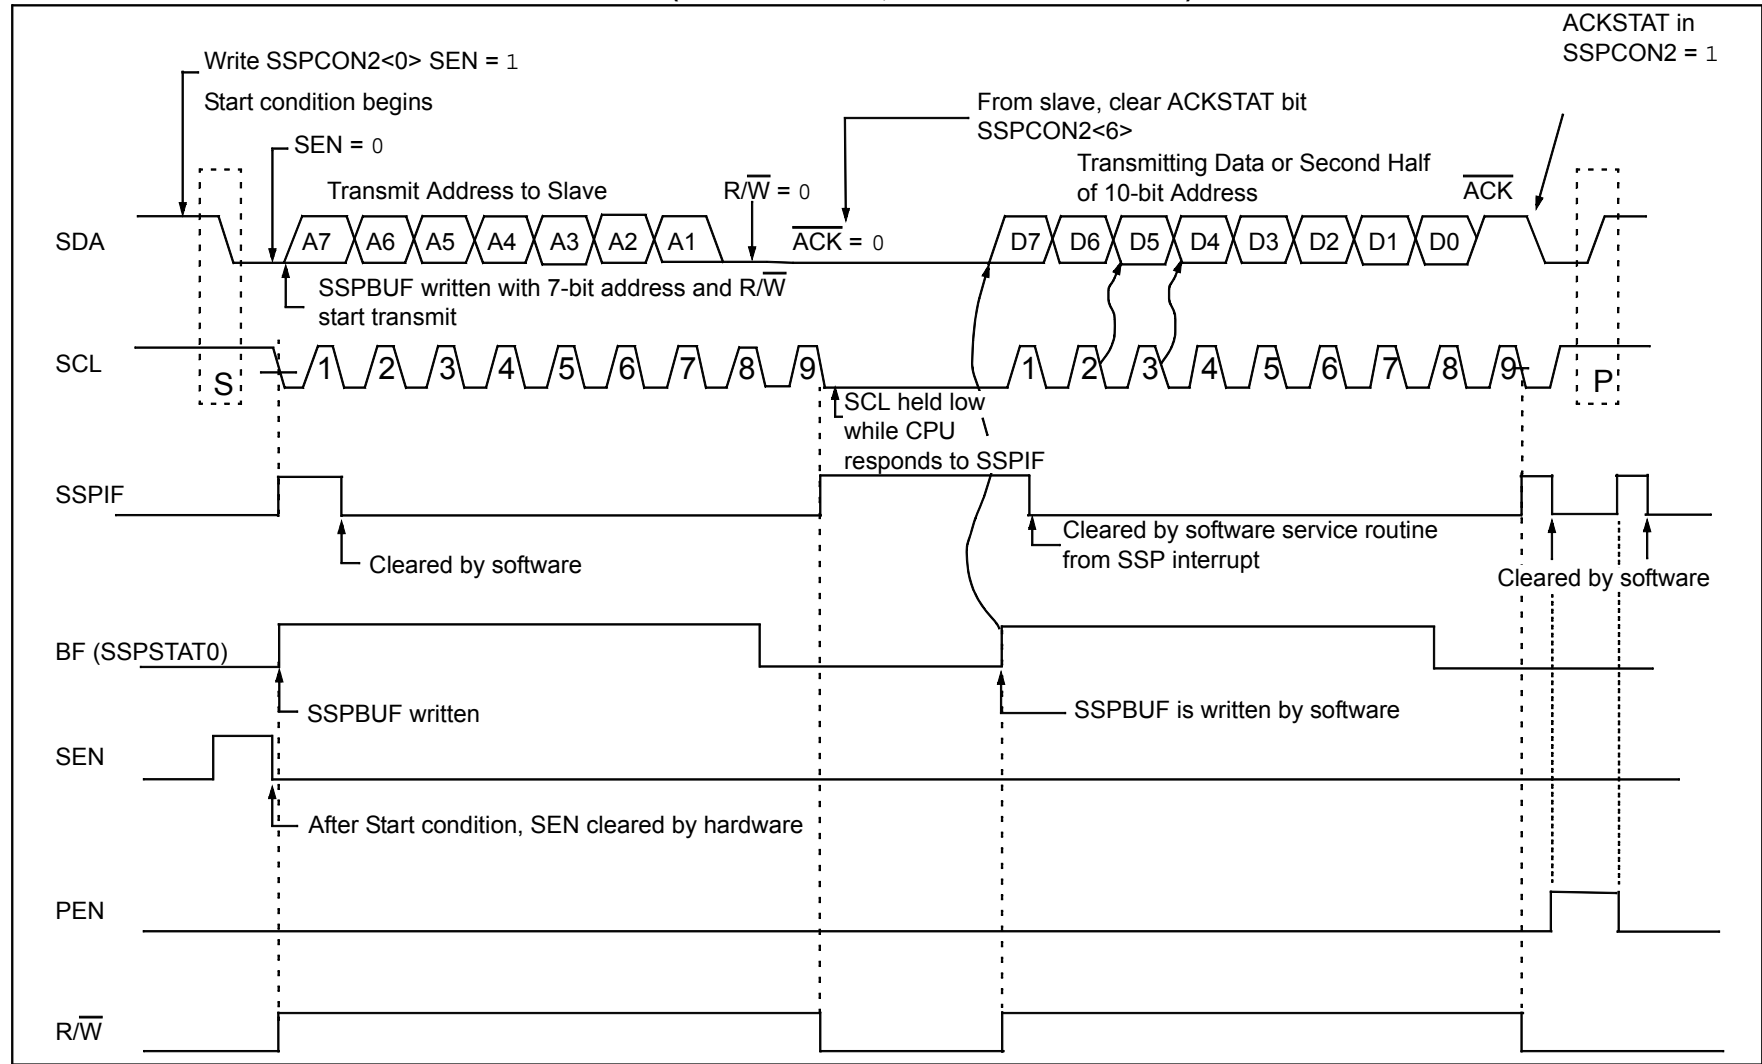 ACKSTAT in
SSPCON2 = 1
Write SSPCON2<0> SEN = 1
Start condition begins
From slave, clear ACKSTAT bit
SSPCON2<6>
SEN = 0
Transmit Address to Slave
R/W̅ = 0
Transmitting Data or Second Half
of 10-bit Address
A̅C̅K̅
SDA
A7 A6 A5 A4 A3 A2 A1
A̅C̅K̅ = 0
D7 D6 D5 D4 D3 D2 D1 D0
SSPBUF written with 7-bit address and R/W̅
start transmit
SCL
S
1 2 3 4 5 6 7 8 9
1 2 3 4 5 6 7 8 9
P
SCL held low
while CPU
responds to SSPIF
SSPIF
Cleared by software
Cleared by software service routine
from SSP interrupt
Cleared by software
BF (SSPSTAT0)
SSPBUF written
SSPBUF is written by software
SEN
After Start condition, SEN cleared by hardware
PEN
R/W̅